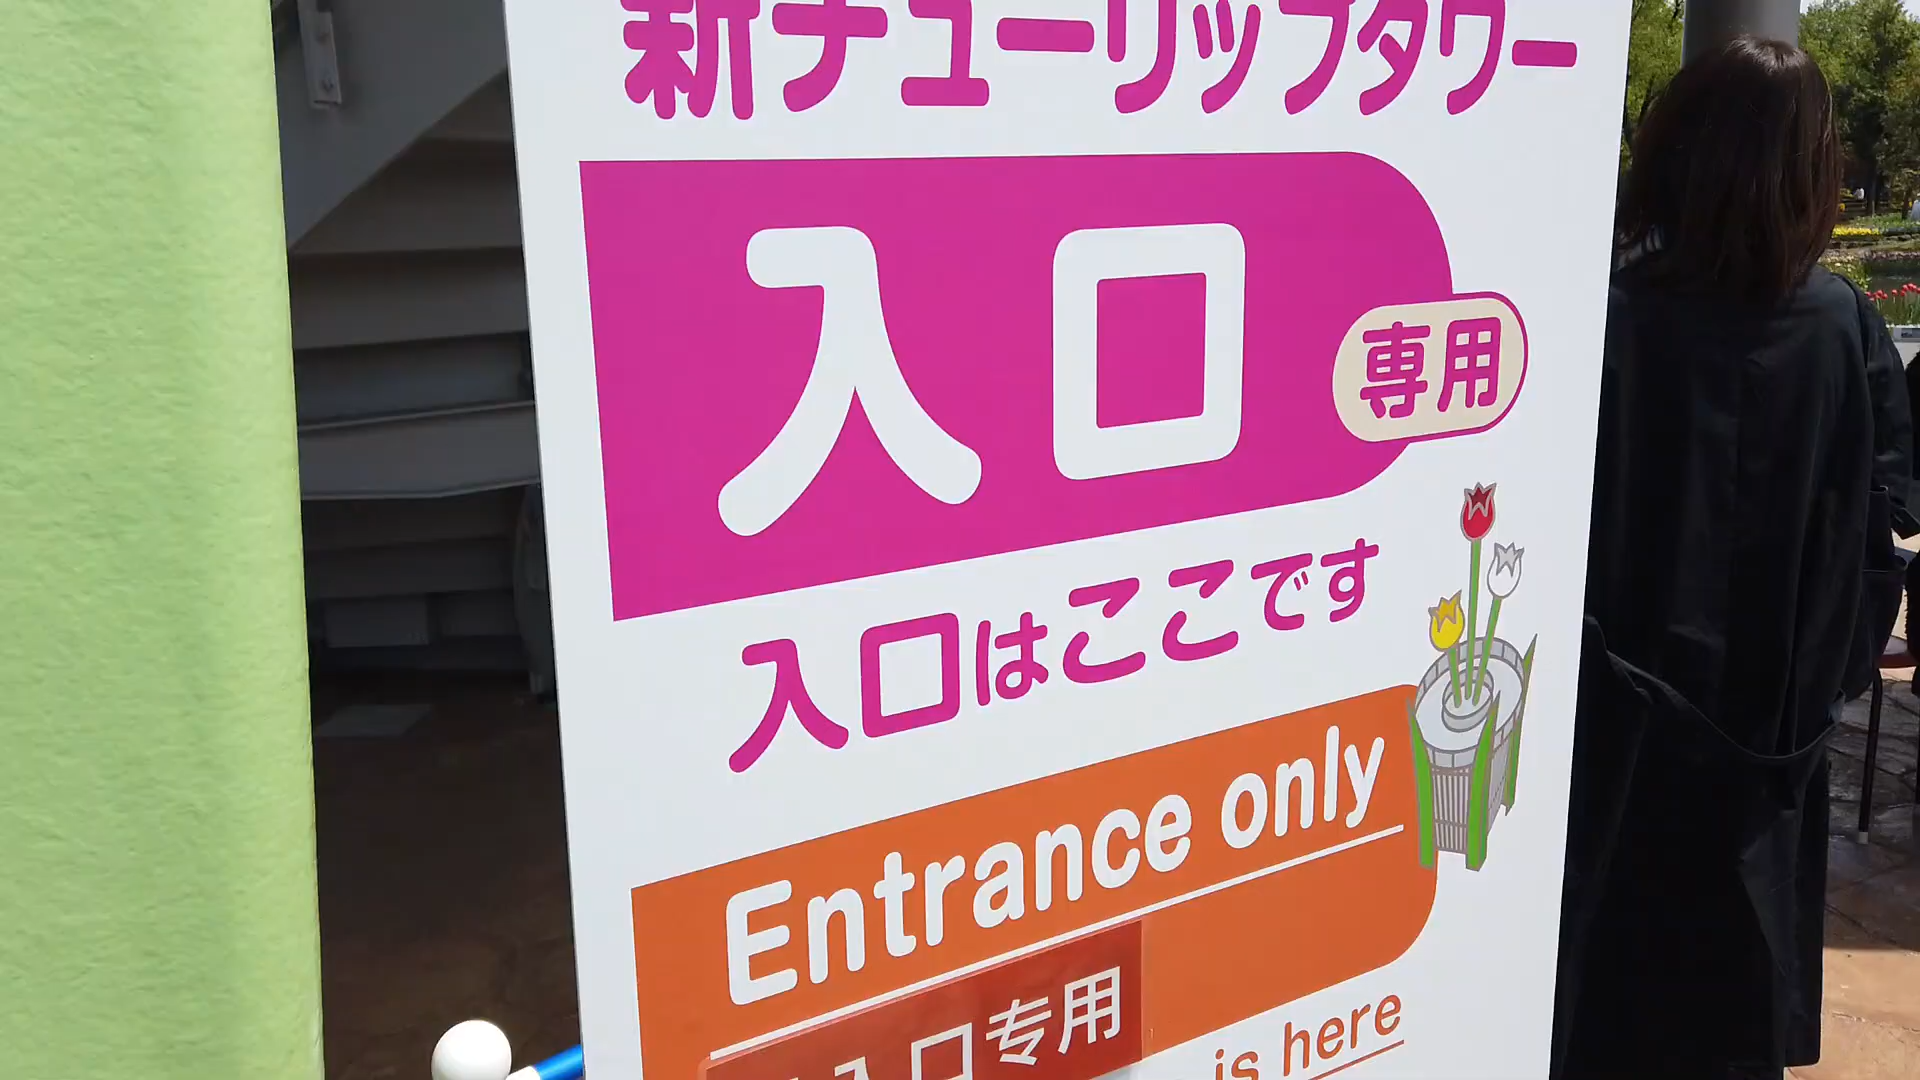 新チューリップタワー
入口
専用
入口はここです
Entrance only
入口专用
is here